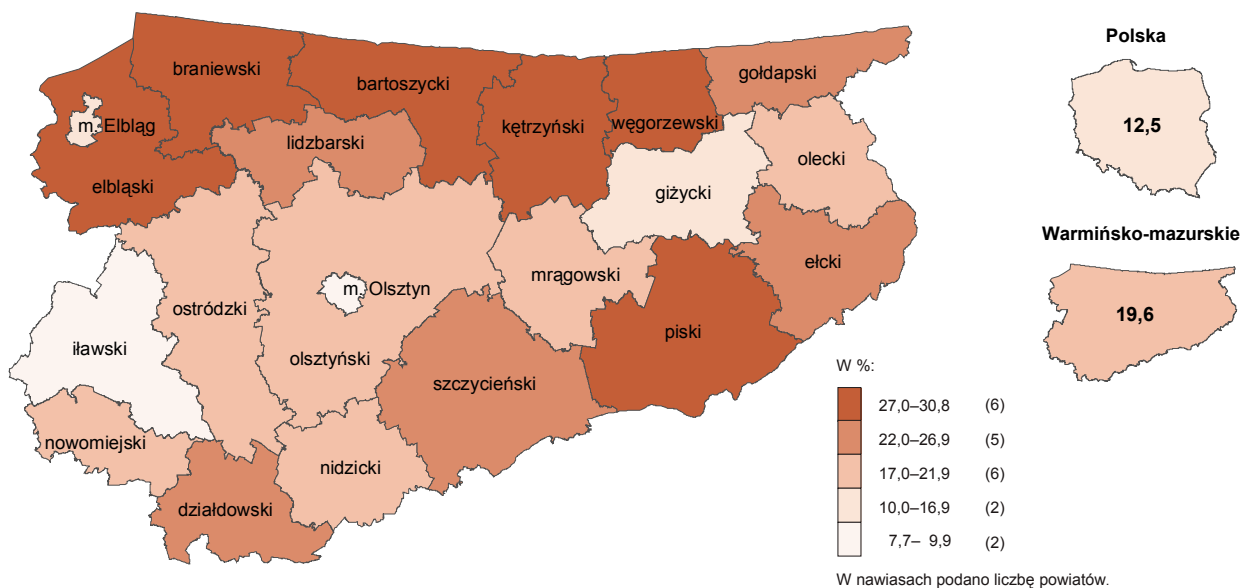 Polska
12,5
Warmińsko-mazurskie
19,6
braniewski
bartoszycki
gołdapski
m. Elbląg
kętrzyński
węgorzewski
lidzbarski
olecki
elbląski
giżycki
ełcki
mrągowski
m. Olsztyn
ostródzki
piski
iławski
olsztyński
szczycieński
nowomiejski
nidzicki
działdowski
W %:
27,0–30,8 (6)
22,0–26,9 (5)
17,0–21,9 (6)
10,0–16,9 (2)
7,7– 9,9 (2)
W nawiasach podano liczbę powiatów.